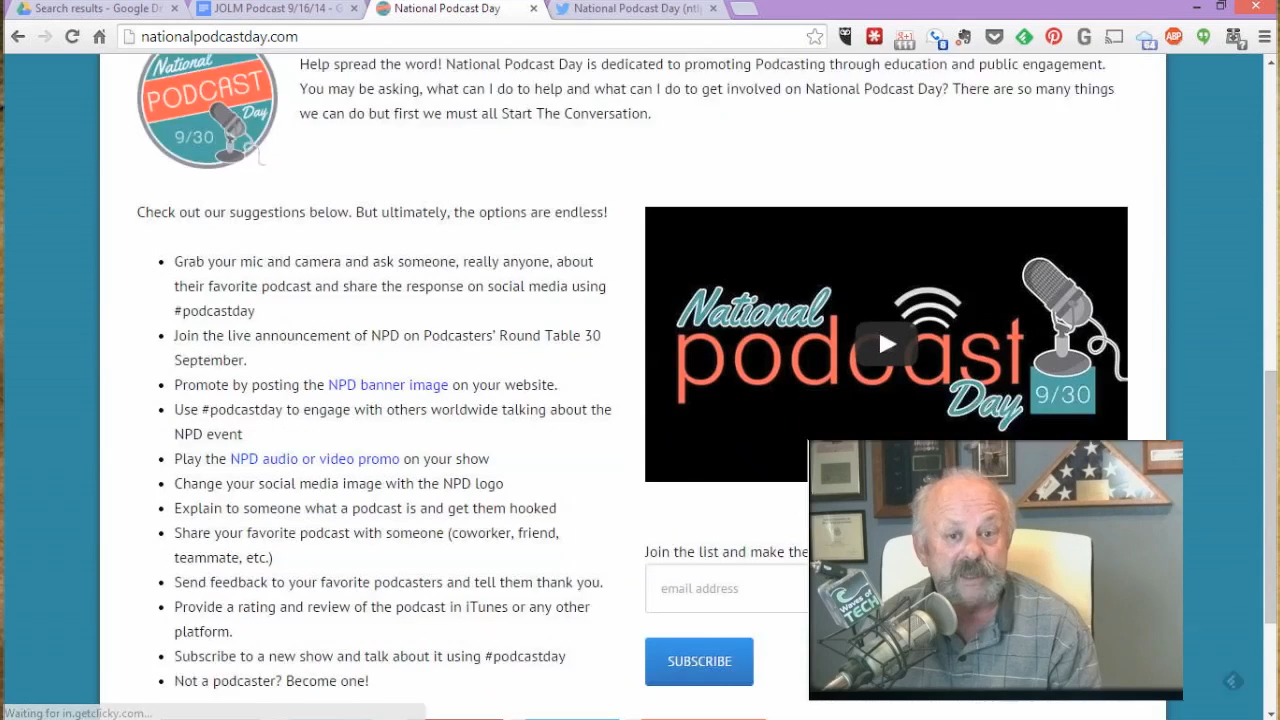 Search results - Google Dr
JOLM Podcast 9/16/14 - G
National Podcast Day
National Podcast Day (ntlp
nationalpodcastday.com
National
PODCAST
Day
9/30
Help spread the word! National Podcast Day is dedicated to promoting Podcasting through education and public engagement.
You may be asking, what can I do to help and what can I do to get involved on National Podcast Day? There are so many things
we can do but first we must all Start The Conversation.
Check out our suggestions below. But ultimately, the options are endless!
Grab your mic and camera and ask someone, really anyone, about
their favorite podcast and share the response on social media using
#podcastday
Join the live announcement of NPD on Podcasters’ Round Table 30
September.
Promote by posting the NPD banner image on your website.
Use #podcastday to engage with others worldwide talking about the
NPD event
Play the NPD audio or video promo on your show
Change your social media image with the NPD logo
Explain to someone what a podcast is and get them hooked
Share your favorite podcast with someone (coworker, friend,
teammate, etc.)
Send feedback to your favorite podcasters and tell them thank you.
Provide a rating and review of the podcast in iTunes or any other
platform.
Subscribe to a new show and talk about it using #podcastday
Not a podcaster? Become one!
National
podcast
Day
9/30
Join the list and make the
email address
SUBSCRIBE
Waves of
TECH
Waiting for in.getclicky.com...